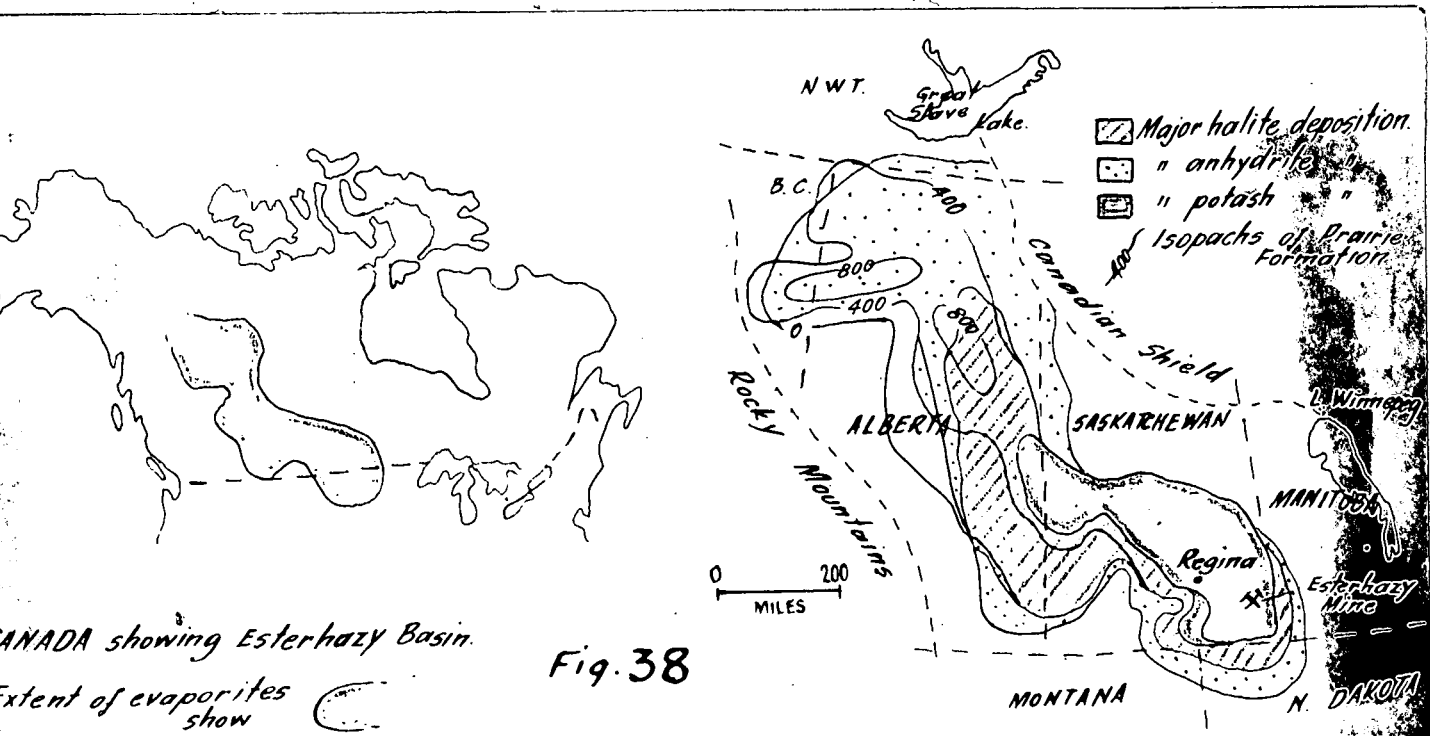 N W T.
Great
Slave
Lake.
Major halite deposition.
" anhydrite "
" potash "
400 Isopachs of Prairie
Formation
B.C.
400
800
400
0
800
Canadian Shield
Rocky
Mountains
ALBERTA
SASKATCHEWAN
L. Winnepeg
MANITOBA
Regina
Esterhazy
Mine
0 200
MILES
MONTANA
N. DAKOTA
CANADA showing Esterhazy Basin.
Extent of evaporites
show
Fig. 38